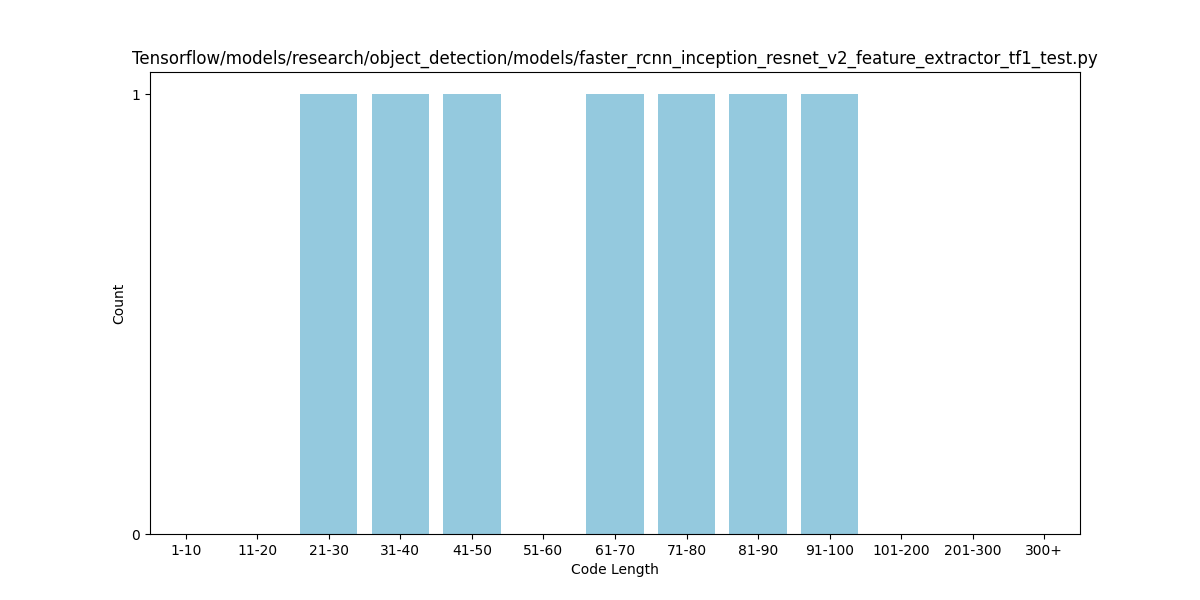 Tensorflow/models/research/object_detection/models/faster_rcnn_inception_resnet_v2_feature_extractor_tf1_test.py
1
Count
0
1-10 11-20 21-30 31-40 41-50 51-60 61-70 71-80 81-90 91-100 101-200 201-300 300+
Code Length